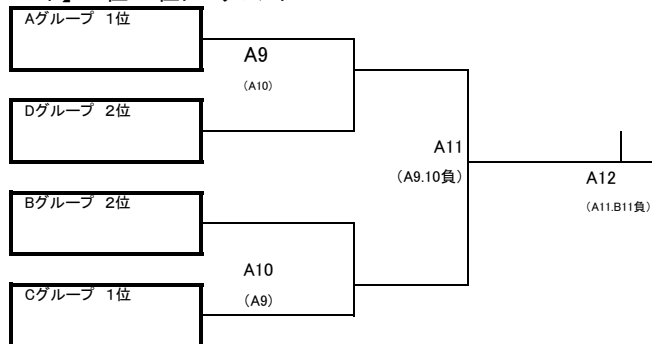 Aグループ 1位
A9
(A10)
Dグループ 2位
A11
(A9.10負)
A12
(A11.B11負)
Bグループ 2位
A10
(A9)
Cグループ 1位